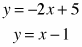 y = −2x + 5
y = x − 1